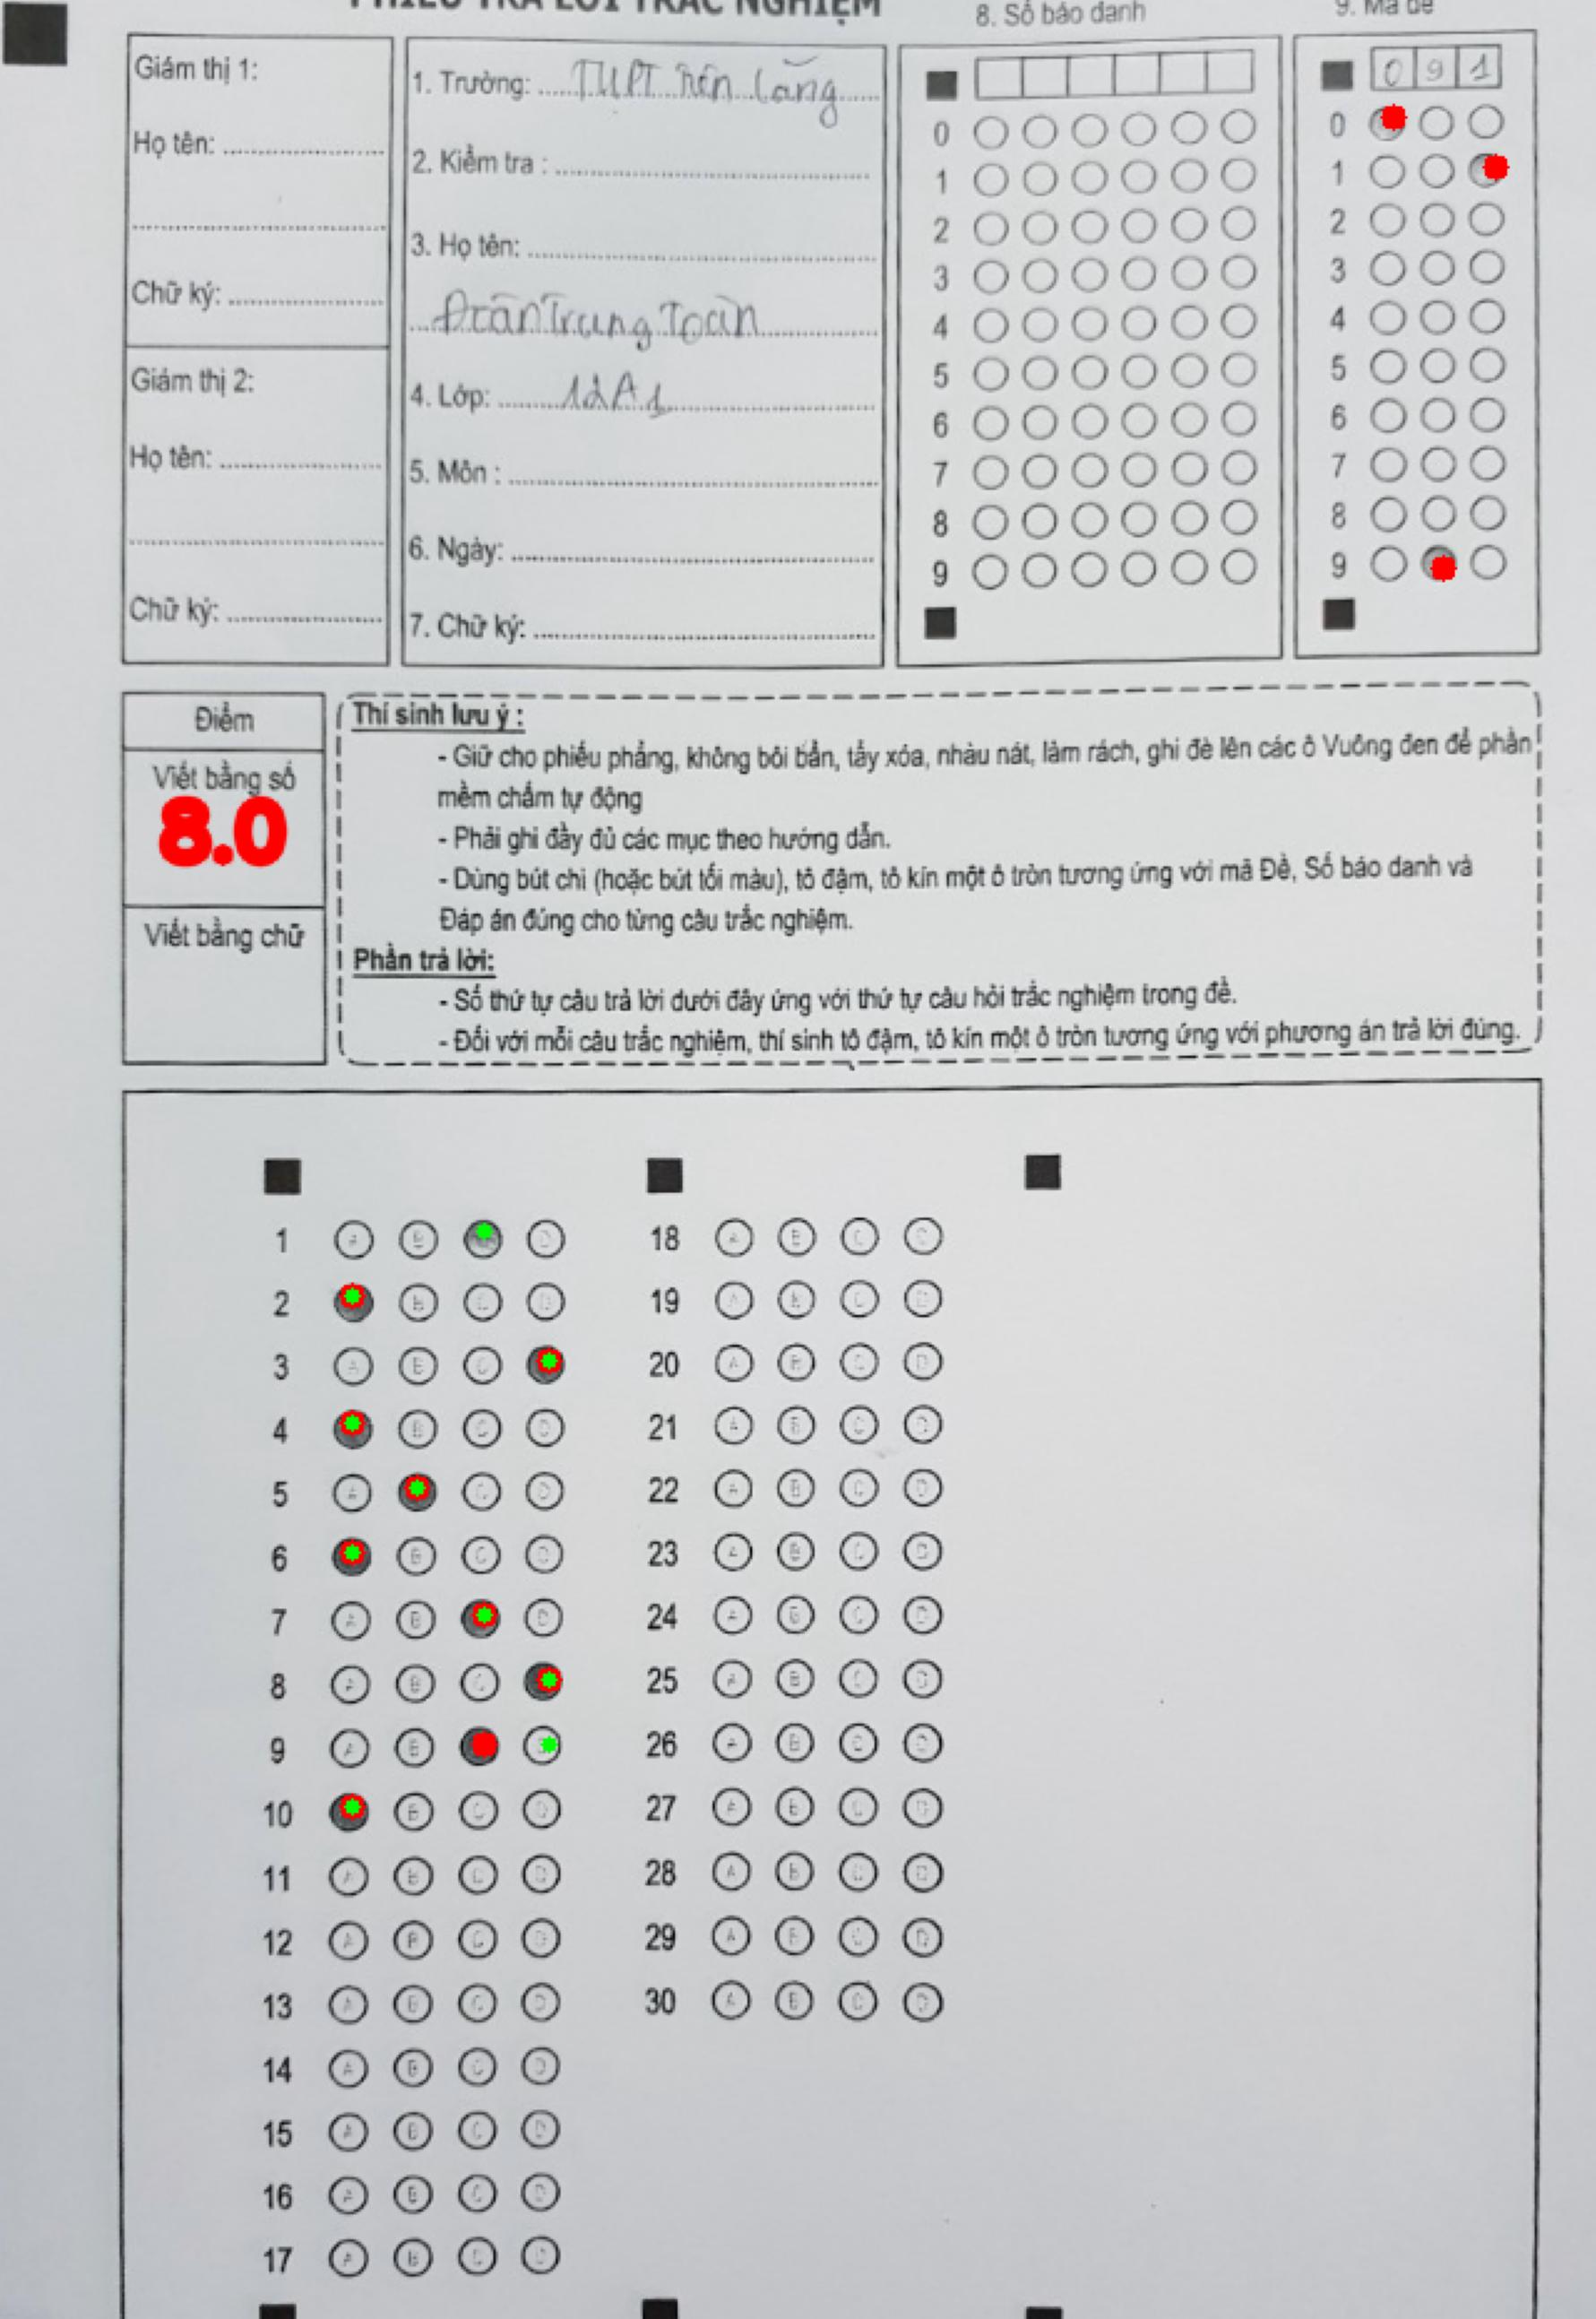 PHIẾU TRẢ LỜI TRẮC NGHIỆM
8. Số báo danh
9. Mã đề
Giám thị 1:
Họ tên: ........................
Chữ ký: ........................
Giám thị 2:
Họ tên: ........................
Chữ ký: ........................
1. Trường: THPT Tiên Lãng
2. Kiểm tra : ........................
3. Họ tên: ........................
Trung Toàn
4. Lớp: 12A1
5. Môn : ........................
6. Ngày: ........................
7. Chữ ký: ........................
0
1
2
3
4
5
6
7
8
9
0 9 1
0
1
2
3
4
5
6
7
8
9
Điểm
Viết bằng số
8.0
Viết bằng chữ
Thí sinh lưu ý :
- Giữ cho phiếu phẳng, không bôi bẩn, tẩy xóa, nhàu nát, làm rách, ghi đè lên các ô Vuông đen để phần
mềm chấm tự động
- Phải ghi đầy đủ các mục theo hướng dẫn.
- Dùng bút chì (hoặc bút tối màu), tô đậm, tô kín một ô tròn tương ứng với mã Đề, Số báo danh và
Đáp án đúng cho từng câu trắc nghiệm.
Phần trả lời:
- Số thứ tự câu trả lời dưới đây ứng với thứ tự câu hỏi trắc nghiệm trong đề.
- Đối với mỗi câu trắc nghiệm, thí sinh tô đậm, tô kín một ô tròn tương ứng với phương án trả lời đúng.
1 A B D
2 B C D
3 A B C
4 B C D
5 A C D
6 B C D
7 A B D
8 A B C
9 A B
10 B C D
11 A B C D
12 A B C D
13 A B C D
14 A B C D
15 A B C D
16 A B C D
17 A B C D
18 A B C D
19 A B C D
20 A B C D
21 A B C D
22 A B C D
23 A B C D
24 A B C D
25 A B C D
26 A B C D
27 A B C D
28 A B C D
29 A B C D
30 A B C D